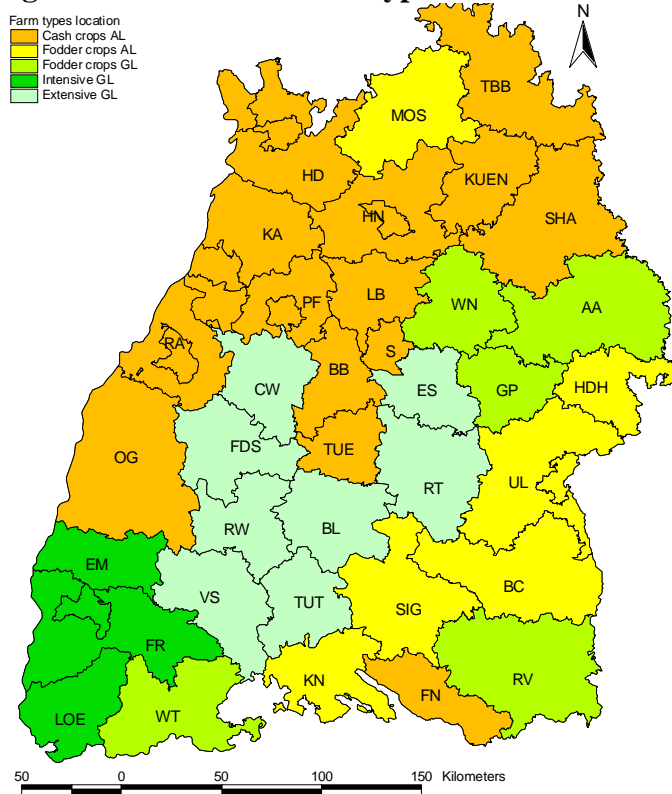 Farm types location
Cash crops AL
Fodder crops AL
Fodder crops GL
Intensive GL
Extensive GL
N
TBB
MOS
HD
KUEN
HN
SHA
KA
PF
LB
WN
AA
RA
S
BB
CW
ES
GP
HDH
OG
FDS
TUE
RT
UL
RW
BL
EM
VS
TUT
SIG
BC
FR
KN
FN
RV
LOE
WT
50 0 50 100 150 Kilometers